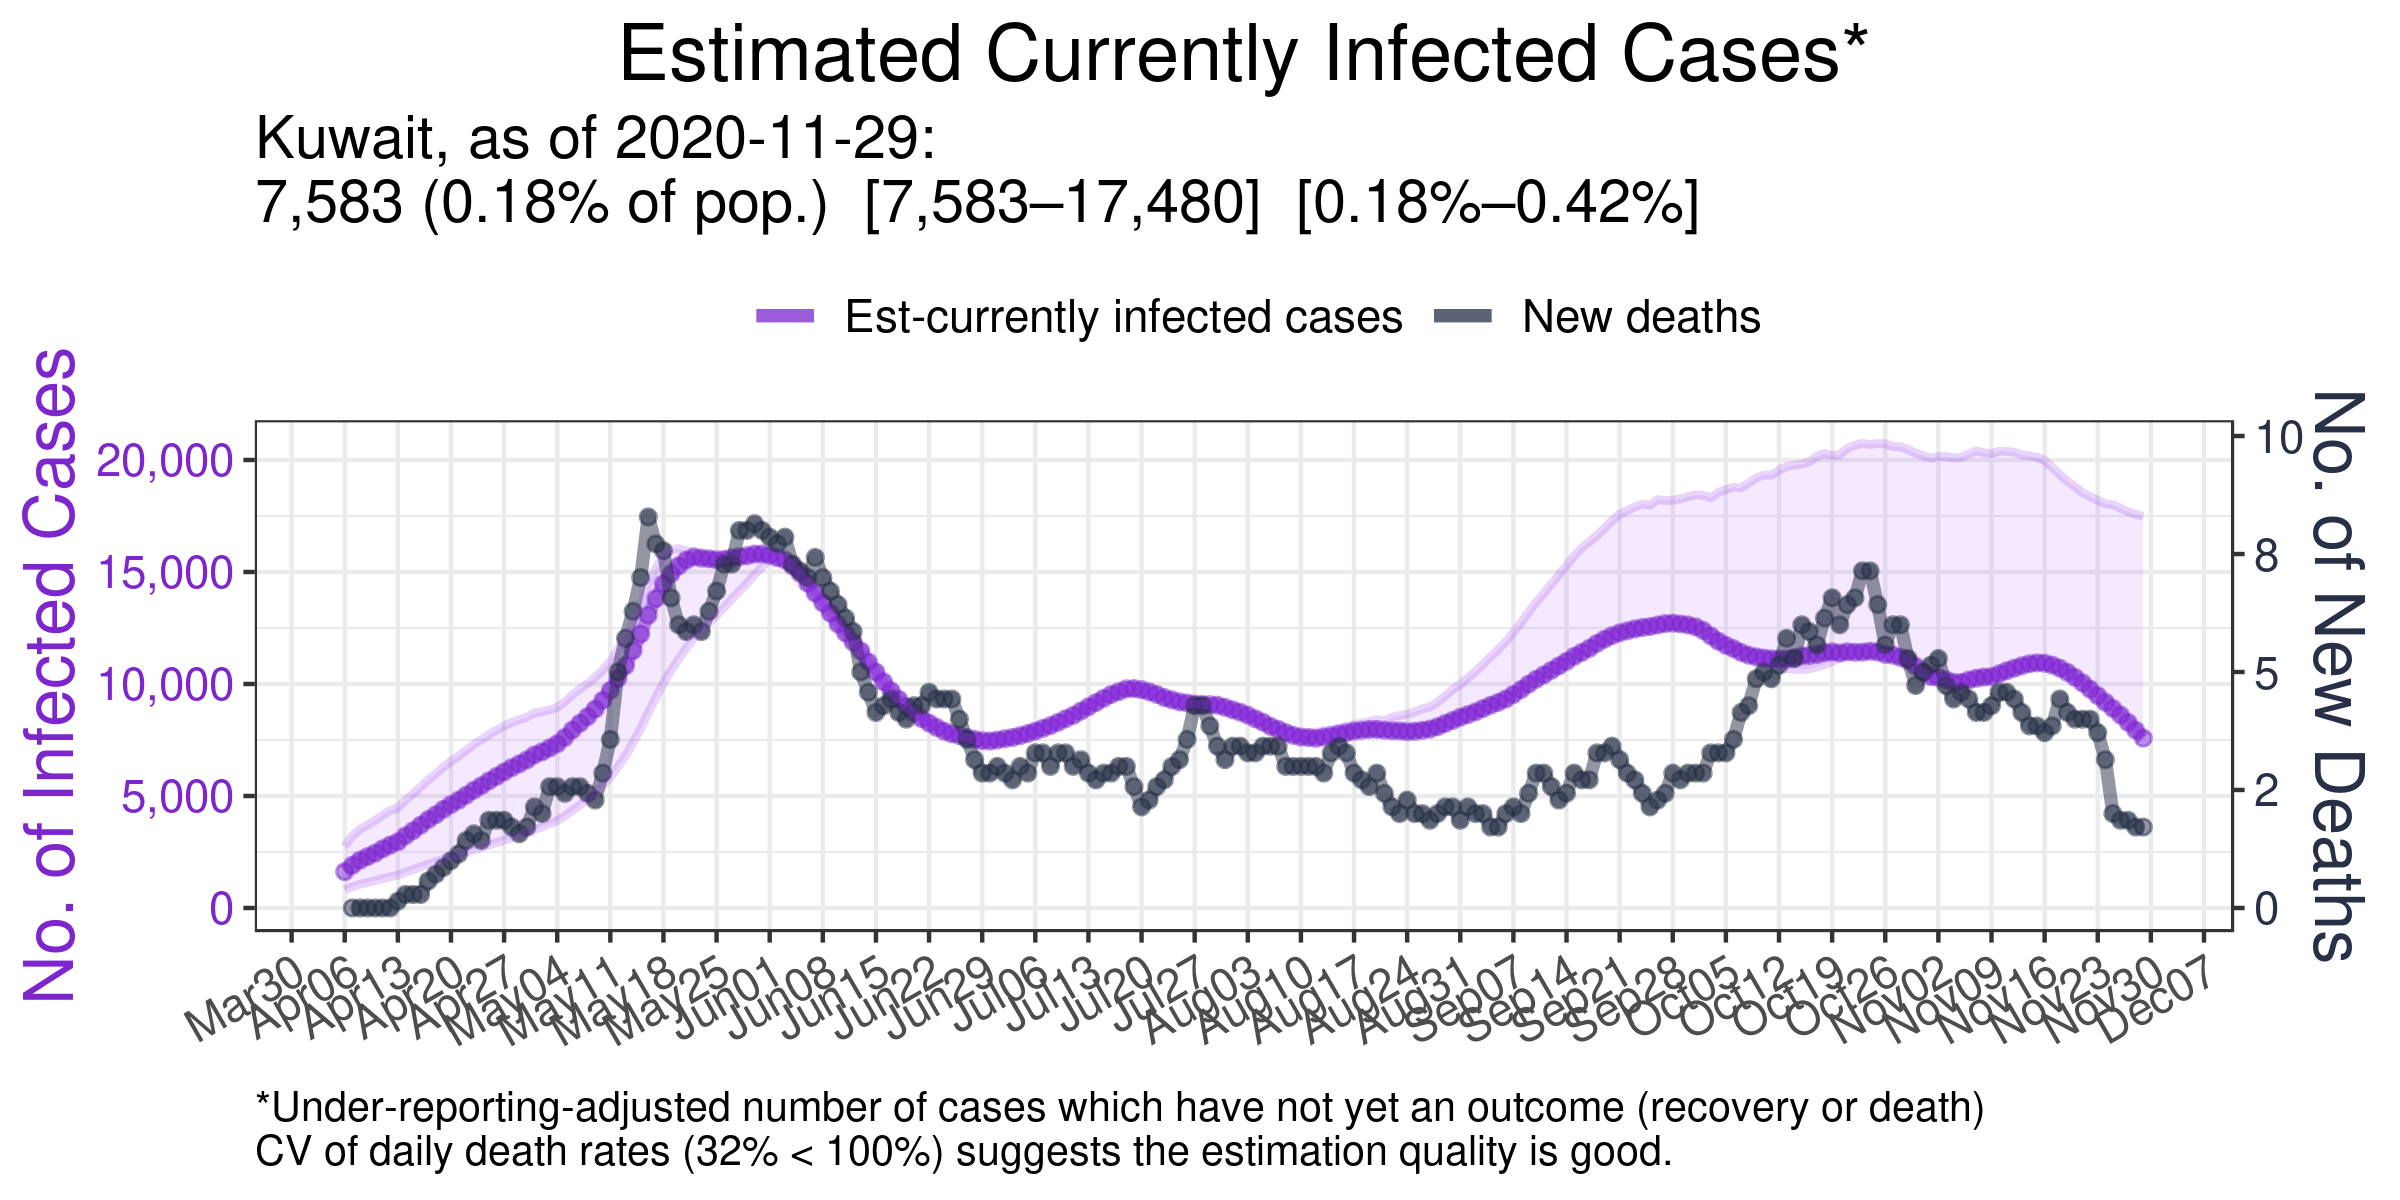 Estimated Currently Infected Cases*
Kuwait, as of 2020-11-29:
7,583 (0.18% of pop.)  [7,583–17,480]  [0.18%–0.42%]
Est-currently infected cases
New deaths
No. of Infected Cases
20,000
15,000
10,000
5,000
0
10
8
5
2
0
No. of New Deaths
Mar30
Apr06
Apr13
Apr20
Apr27
May04
May11
May18
May25
Jun01
Jun08
Jun15
Jun22
Jun29
Jul06
Jul13
Jul20
Jul27
Aug03
Aug10
Aug17
Aug24
Aug31
Sep07
Sep14
Sep21
Sep28
Oct05
Oct12
Oct19
Oct26
Nov02
Nov09
Nov16
Nov23
Nov30
Dec07
*Under-reporting-adjusted number of cases which have not yet an outcome (recovery or death)
CV of daily death rates (32% < 100%) suggests the estimation quality is good.